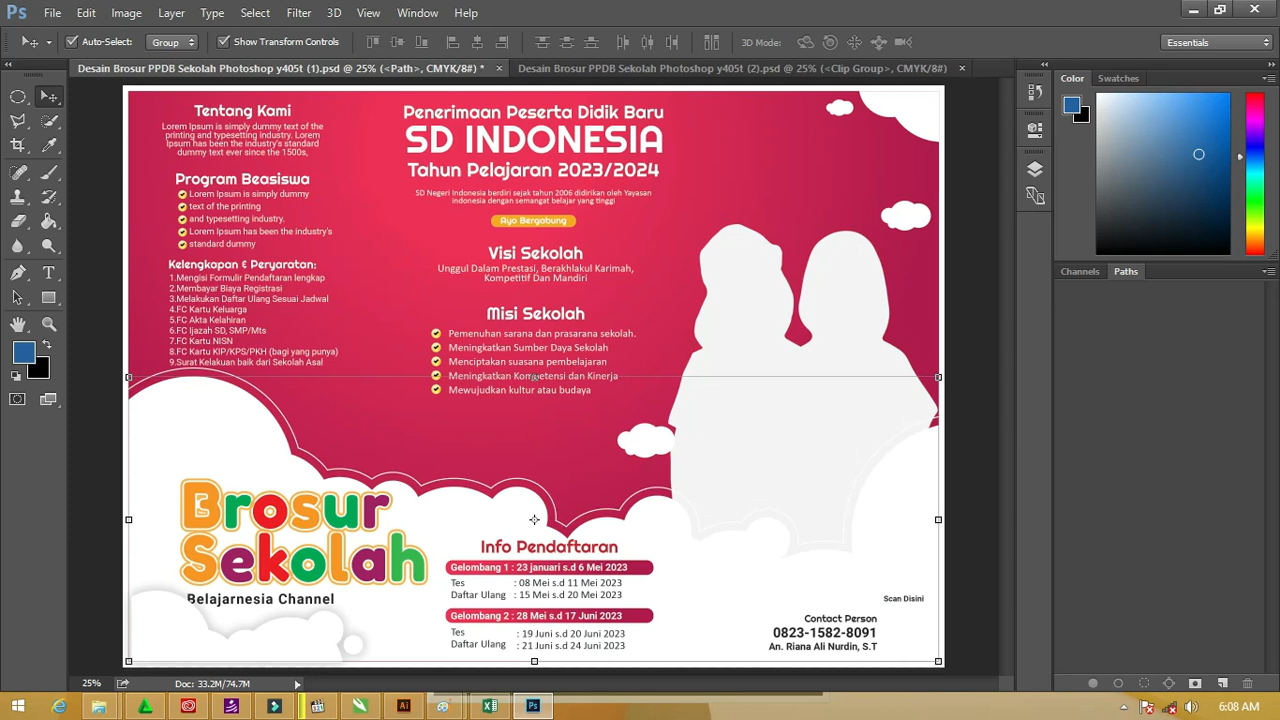 Ps File Edit Image Layer Type Select Filter 3D View Window Help
Auto-Select: Group Show Transform Controls 3D Mode: Essentials
Desain Brosur PPDB Sekolah Photoshop y405t (1).psd @ 25% (<Path>, CMYK/8#) * × Desain Brosur PPDB Sekolah Photoshop y405t (2).psd @ 25% (<Clip Group>, CMYK/8#) ×
Color Swatches
Channels Paths
Tentang Kami
Lorem Ipsum is simply dummy text of the
printing and typesetting industry. Lorem
Ipsum has been the industry's standard
dummy text ever since the 1500s,
Program Beasiswa
Lorem Ipsum is simply dummy
text of the printing
and typesetting industry.
Lorem Ipsum has been the industry's
standard dummy
Kelengkapan & Peryaratan:
1.Mengisi Formulir Pendaftaran lengkap
2.Membayar Biaya Registrasi
3.Melakukan Daftar Ulang Sesuai Jadwal
4.FC Kartu Keluarga
5.FC Akta Kelahiran
6.FC Ijazah SD, SMP/Mts
7.FC Kartu NISN
8.FC Kartu KIP/KPS/PKH (bagi yang punya)
9.Surat Kelakuan baik dari Sekolah Asal
Brosur
Sekolah
Belajarnesia Channel
Penerimaan Peserta Didik Baru
SD INDONESIA
Tahun Pelajaran 2023/2024
SD Negeri Indonesia berdiri sejak tahun 2006 didirikan oleh Yayasan
Indonesia dengan semangat belajar yang tinggi
Ayo Bergabung
Visi Sekolah
Unggul Dalam Prestasi, Berakhlakul Karimah,
Kompetitif Dan Mandiri
Misi Sekolah
Pemenuhan sarana dan prasarana sekolah.
Meningkatkan Sumber Daya Sekolah
Menciptakan suasana pembelajaran
Meningkatkan Kompetensi dan Kinerja
Mewujudkan kultur atau budaya
Info Pendaftaran
Gelombang 1 : 23 januari s.d 6 Mei 2023
Tes : 08 Mei s.d 11 Mei 2023
Daftar Ulang : 15 Mei s.d 20 Mei 2023
Gelombang 2 : 28 Mei s.d 17 Juni 2023
Tes : 19 Juni s.d 20 Juni 2023
Daftar Ulang : 21 Juni s.d 24 Juni 2023
Scan Disini
Contact Person
0823-1582-8091
An. Riana Ali Nurdin, S.T
25% Doc: 33.2M/74.7M
Ai Ps 6:08 AM